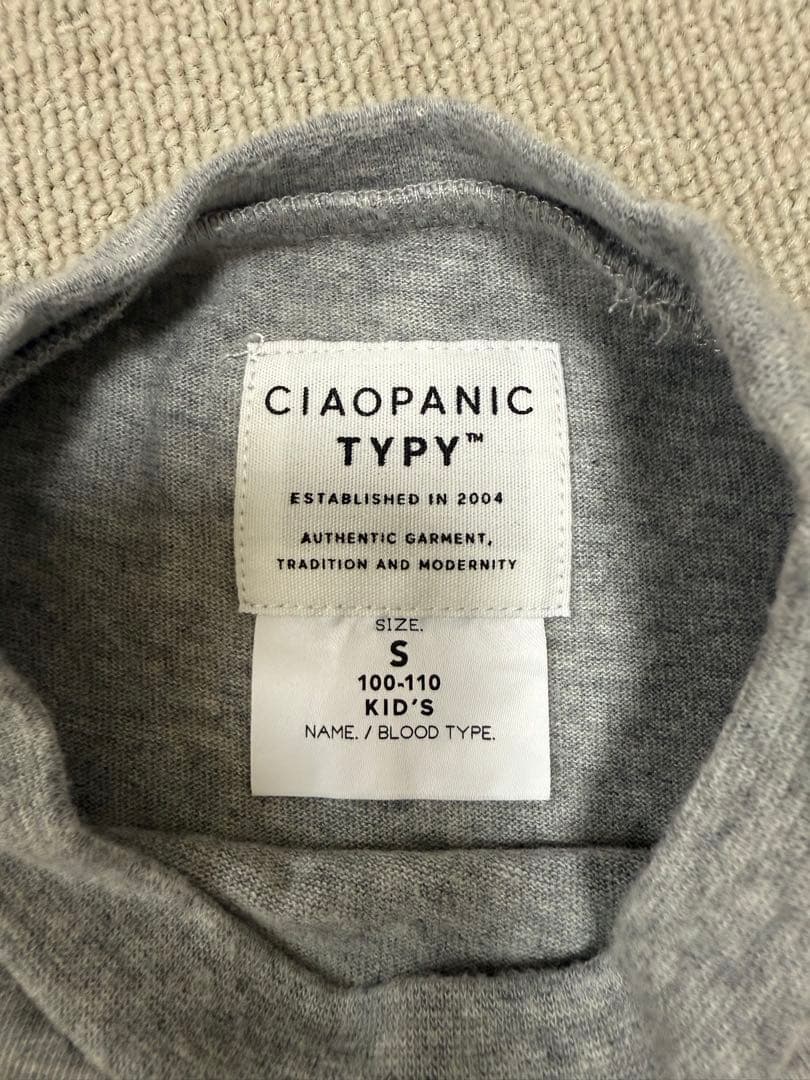 CIAOPANIC
TYPY™
ESTABLISHED IN 2004
AUTHENTIC GARMENT,
TRADITION AND MODERNITY
SIZE.
S
100-110
KID'S
NAME. / BLOOD TYPE.